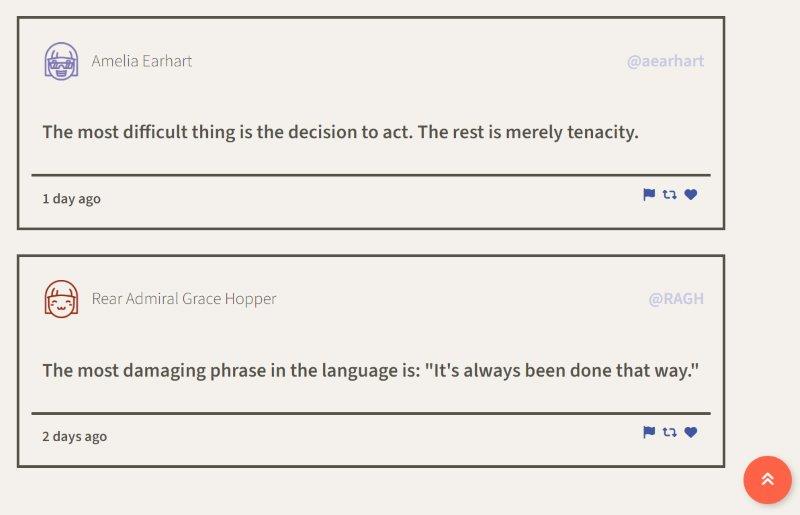 Amelia Earhart
@aearhart
The most difficult thing is the decision to act. The rest is merely tenacity.
1 day ago
Rear Admiral Grace Hopper
@RAGH
The most damaging phrase in the language is: "It's always been done that way."
2 days ago